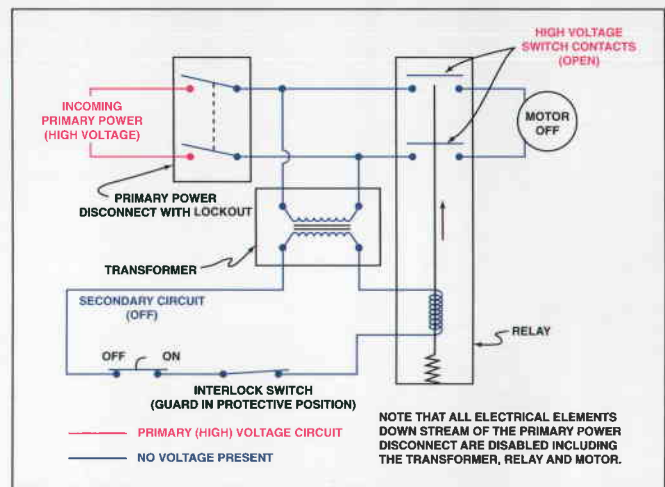 HIGH VOLTAGE
SWITCH CONTACTS
(OPEN)
INCOMING
PRIMARY POWER
(HIGH VOLTAGE)
MOTOR
OFF
PRIMARY POWER
DISCONNECT WITH LOCKOUT
TRANSFORMER
SECONDARY CIRCUIT
(OFF)
RELAY
OFF ON
INTERLOCK SWITCH
(GUARD IN PROTECTIVE POSITION)
PRIMARY (HIGH) VOLTAGE CIRCUIT
NO VOLTAGE PRESENT
NOTE THAT ALL ELECTRICAL ELEMENTS
DOWN STREAM OF THE PRIMARY POWER
DISCONNECT ARE DISABLED INCLUDING
THE TRANSFORMER, RELAY AND MOTOR.